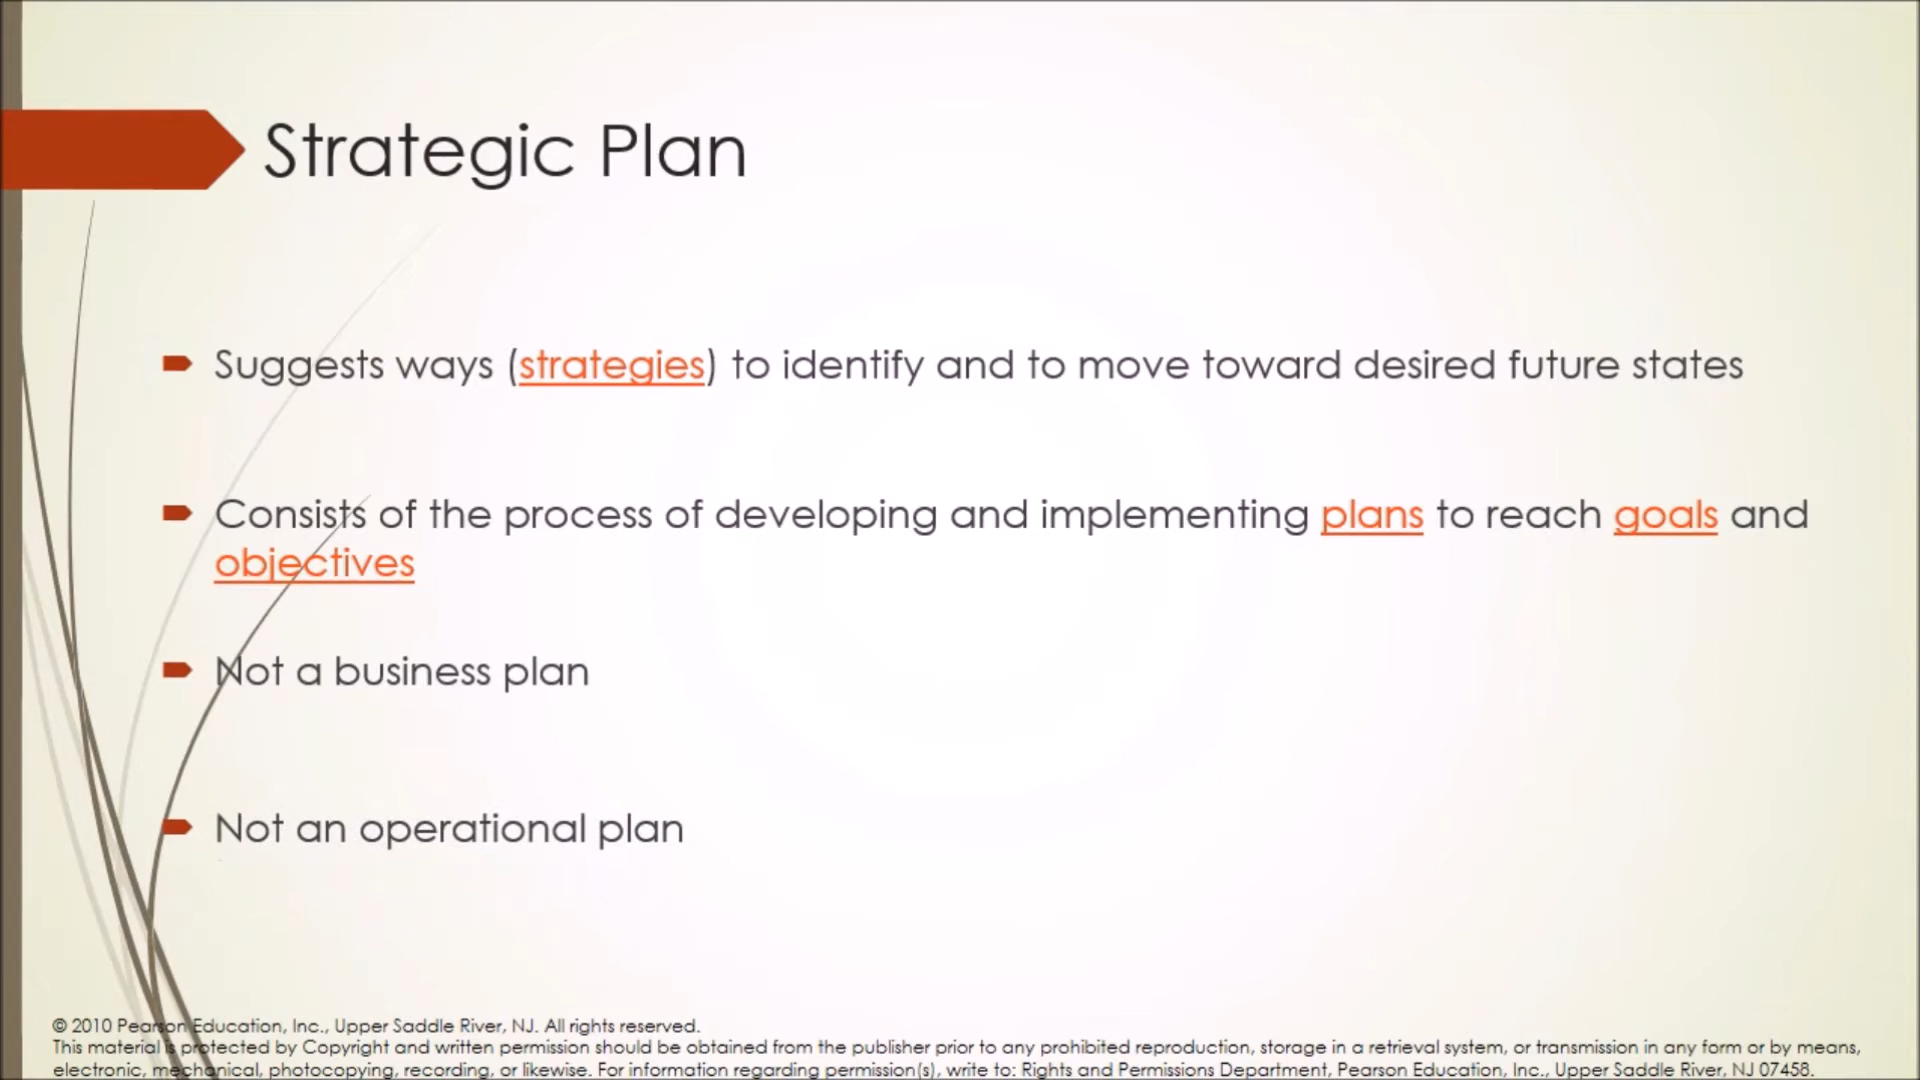 Strategic Plan
Suggests ways (strategies) to identify and to move toward desired future states
Consists of the process of developing and implementing plans to reach goals and
objectives
Not a business plan
Not an operational plan
© 2010 Pearson Education, Inc., Upper Saddle River, NJ. All rights reserved.
This material is protected by Copyright and written permission should be obtained from the publisher prior to any prohibited reproduction, storage in a retrieval system, or transmission in any form or by means,
electronic, mechanical, photocopying, recording, or likewise. For information regarding permission(s), write to: Rights and Permissions Department, Pearson Education, Inc., Upper Saddle River, NJ 07458.